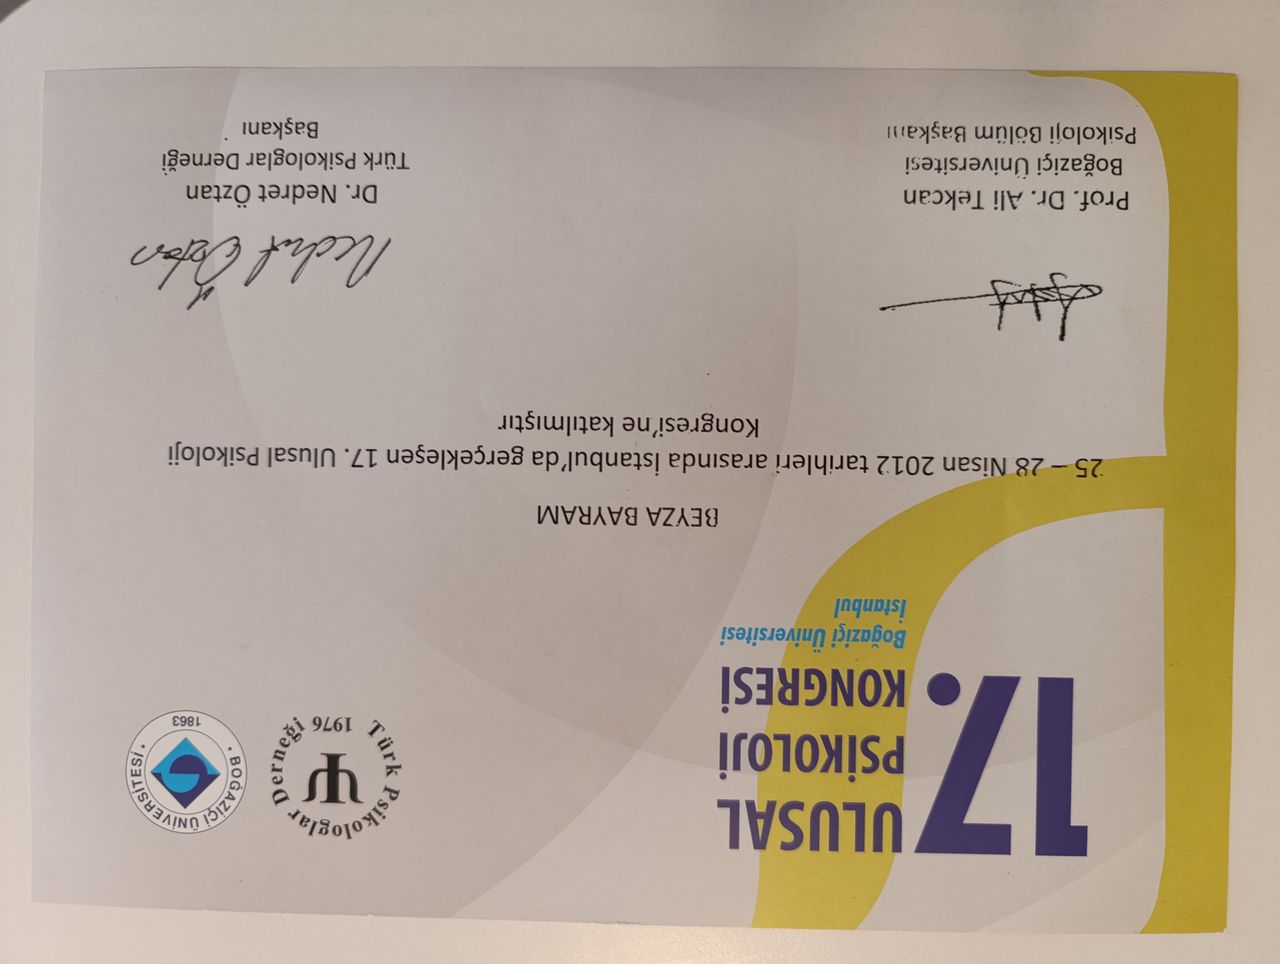 17.
ULUSAL
PSİKOLOJİ
KONGRESİ
Boğaziçi Üniversitesi
İstanbul
Türk Psikologlar Derneği 1976
BOĞAZİÇİ ÜNİVERSİTESİ
1863
BEYZA BAYRAM
25 – 28 Nisan 2012 tarihleri arasında İstanbul'da gerçekleşen 17. Ulusal Psikoloji
Kongresi'ne katılmıştır
Nedret Öztan
Prof. Dr. Ali Tekcan
Boğaziçi Üniversitesi
Psikoloji Bölüm Başkanı
Dr. Nedret Öztan
Türk Psikologlar Derneği
Başkanı